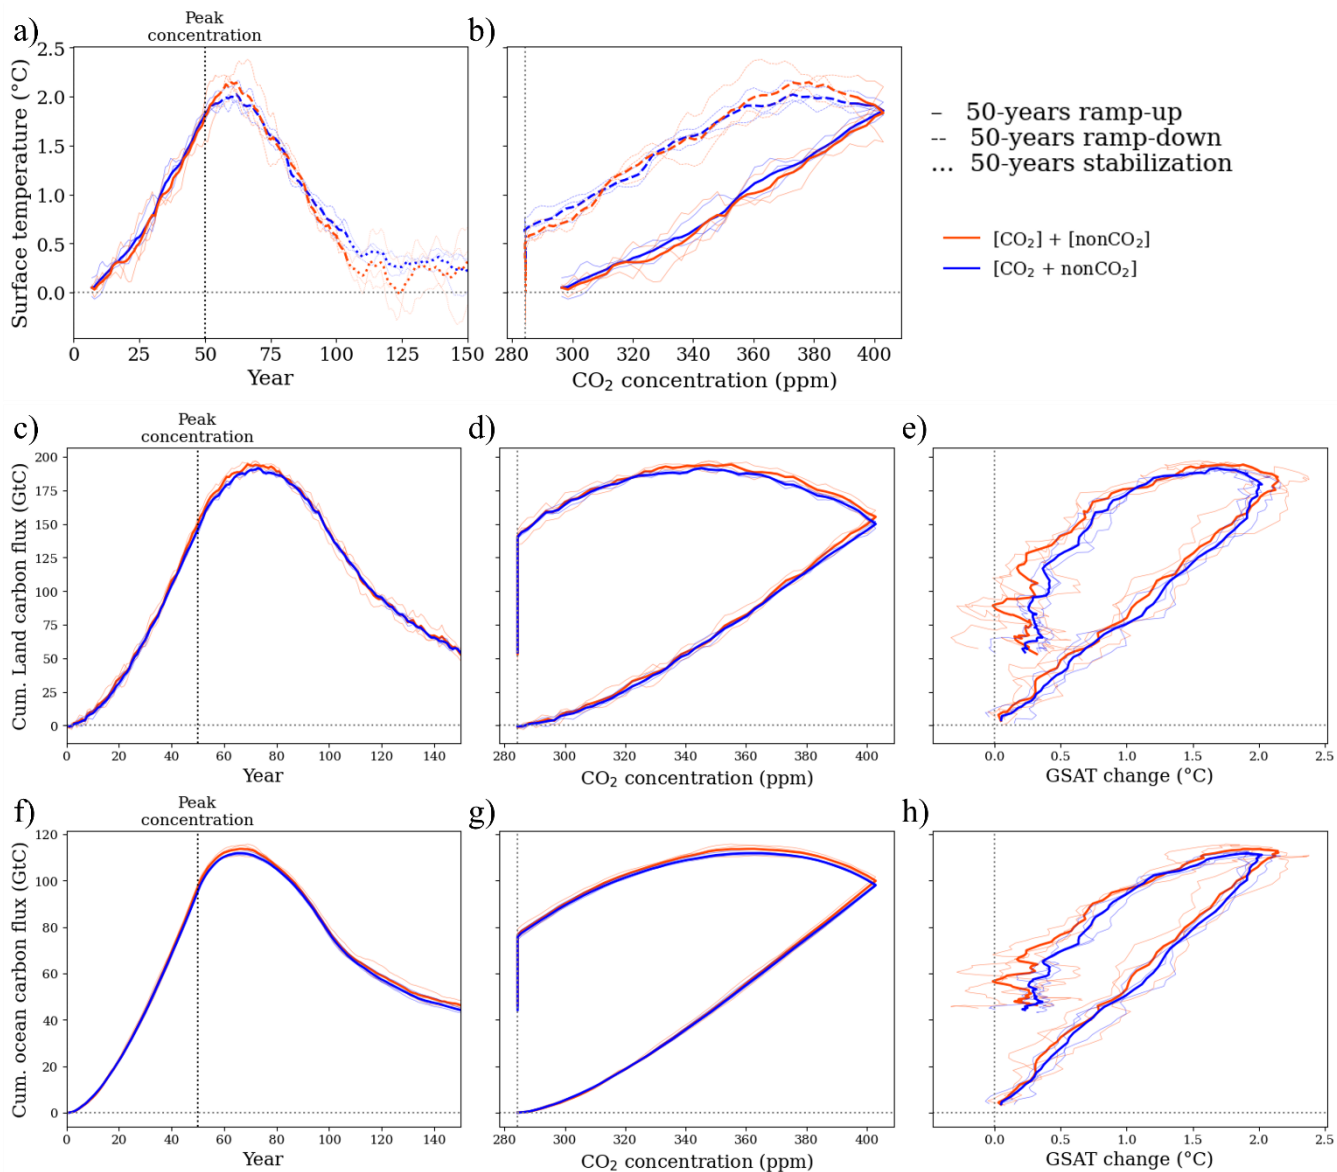 a)
Peak
concentration
b)
Surface temperature (°C)
2.5
2.0
1.5
1.0
0.5
0.0
0 25 50 75 100 125 150
Year
280 300 320 340 360 380 400
CO₂ concentration (ppm)
– 50-years ramp-up
-- 50-years ramp-down
... 50-years stabilization
[CO₂] + [nonCO₂]
[CO₂ + nonCO₂]
c)
Peak
concentration
d)
e)
Cum. Land carbon flux (GtC)
200
175
150
125
100
75
50
25
0
0 20 40 60 80 100 120 140
Year
280 300 320 340 360 380 400
CO₂ concentration (ppm)
0.0 0.5 1.0 1.5 2.0 2.5
GSAT change (°C)
f)
Peak
concentration
g)
h)
Cum. ocean carbon flux (GtC)
120
100
80
60
40
20
0
0 20 40 60 80 100 120 140
Year
280 300 320 340 360 380 400
CO₂ concentration (ppm)
0.0 0.5 1.0 1.5 2.0 2.5
GSAT change (°C)